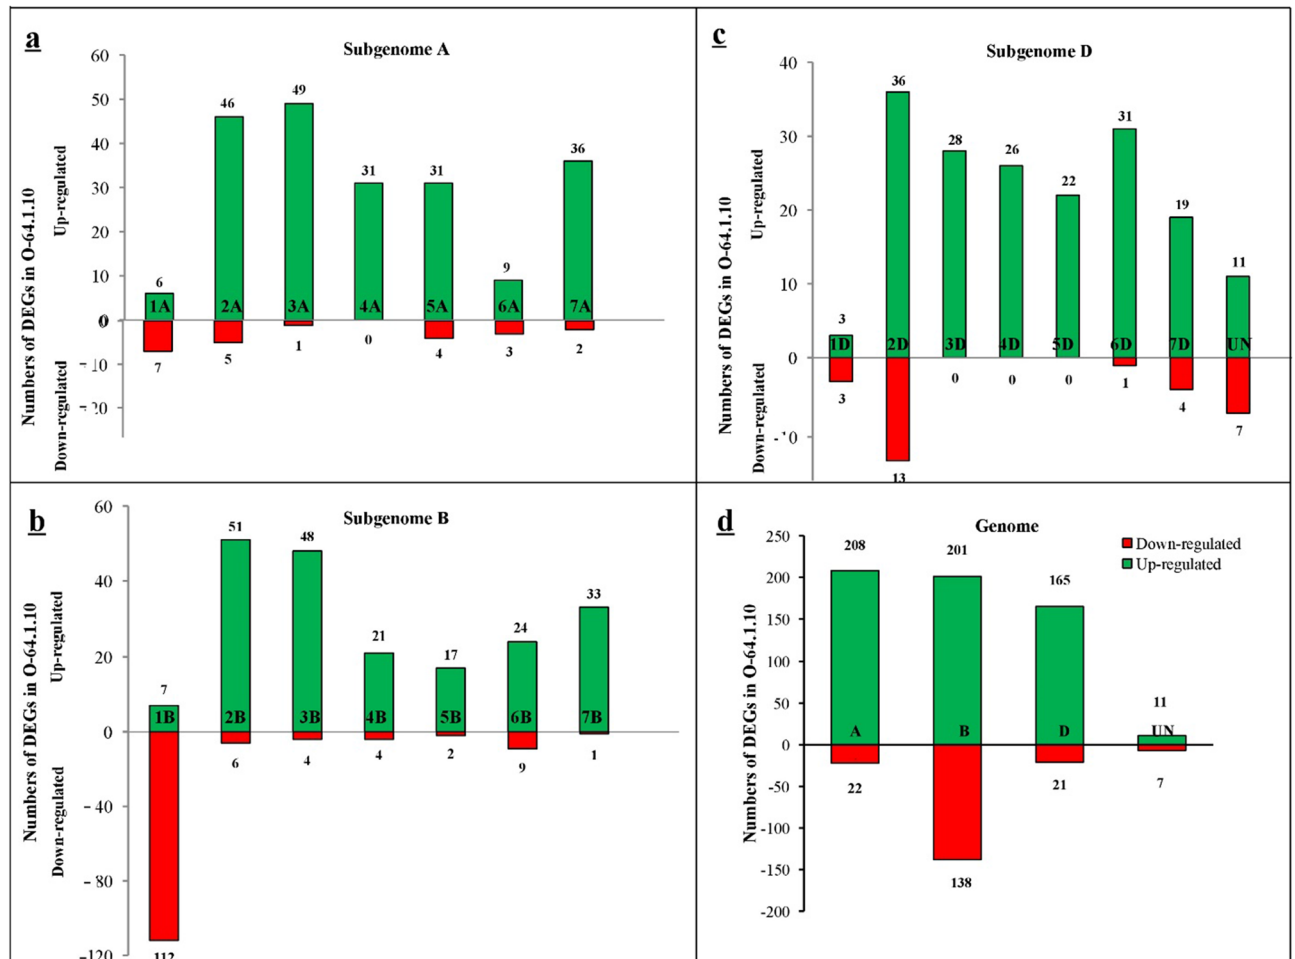 a
Subgenome A
Numbers of DEGs in O-64.1.10
Up-regulated
Down-regulated
60
50
40
30
20
10
0
20
6
46
49
31
31
9
36
1A
2A
3A
4A
5A
6A
7A
7
5
1
0
4
3
2
c
Subgenome D
Numbers of DEGs in O-64.1.10
Up-regulated
Down-regulated
40
30
20
10
0
3
36
28
26
22
31
19
11
1D
2D
3D
4D
5D
6D
7D
UN
3
13
0
0
0
1
4
7
b
Subgenome B
Numbers of DEGs in O-64.1.10
Up-regulated
Down-regulated
60
40
20
0
-40
-80
-120
7
51
48
21
17
24
33
1B
2B
3B
4B
5B
6B
7B
112
6
4
4
2
9
1
d
Genome
Down-regulated
Up-regulated
Numbers of DEGs in O-64.1.10
250
200
150
100
50
0
-50
-100
-150
-200
208
201
165
11
A
B
D
UN
22
138
21
7